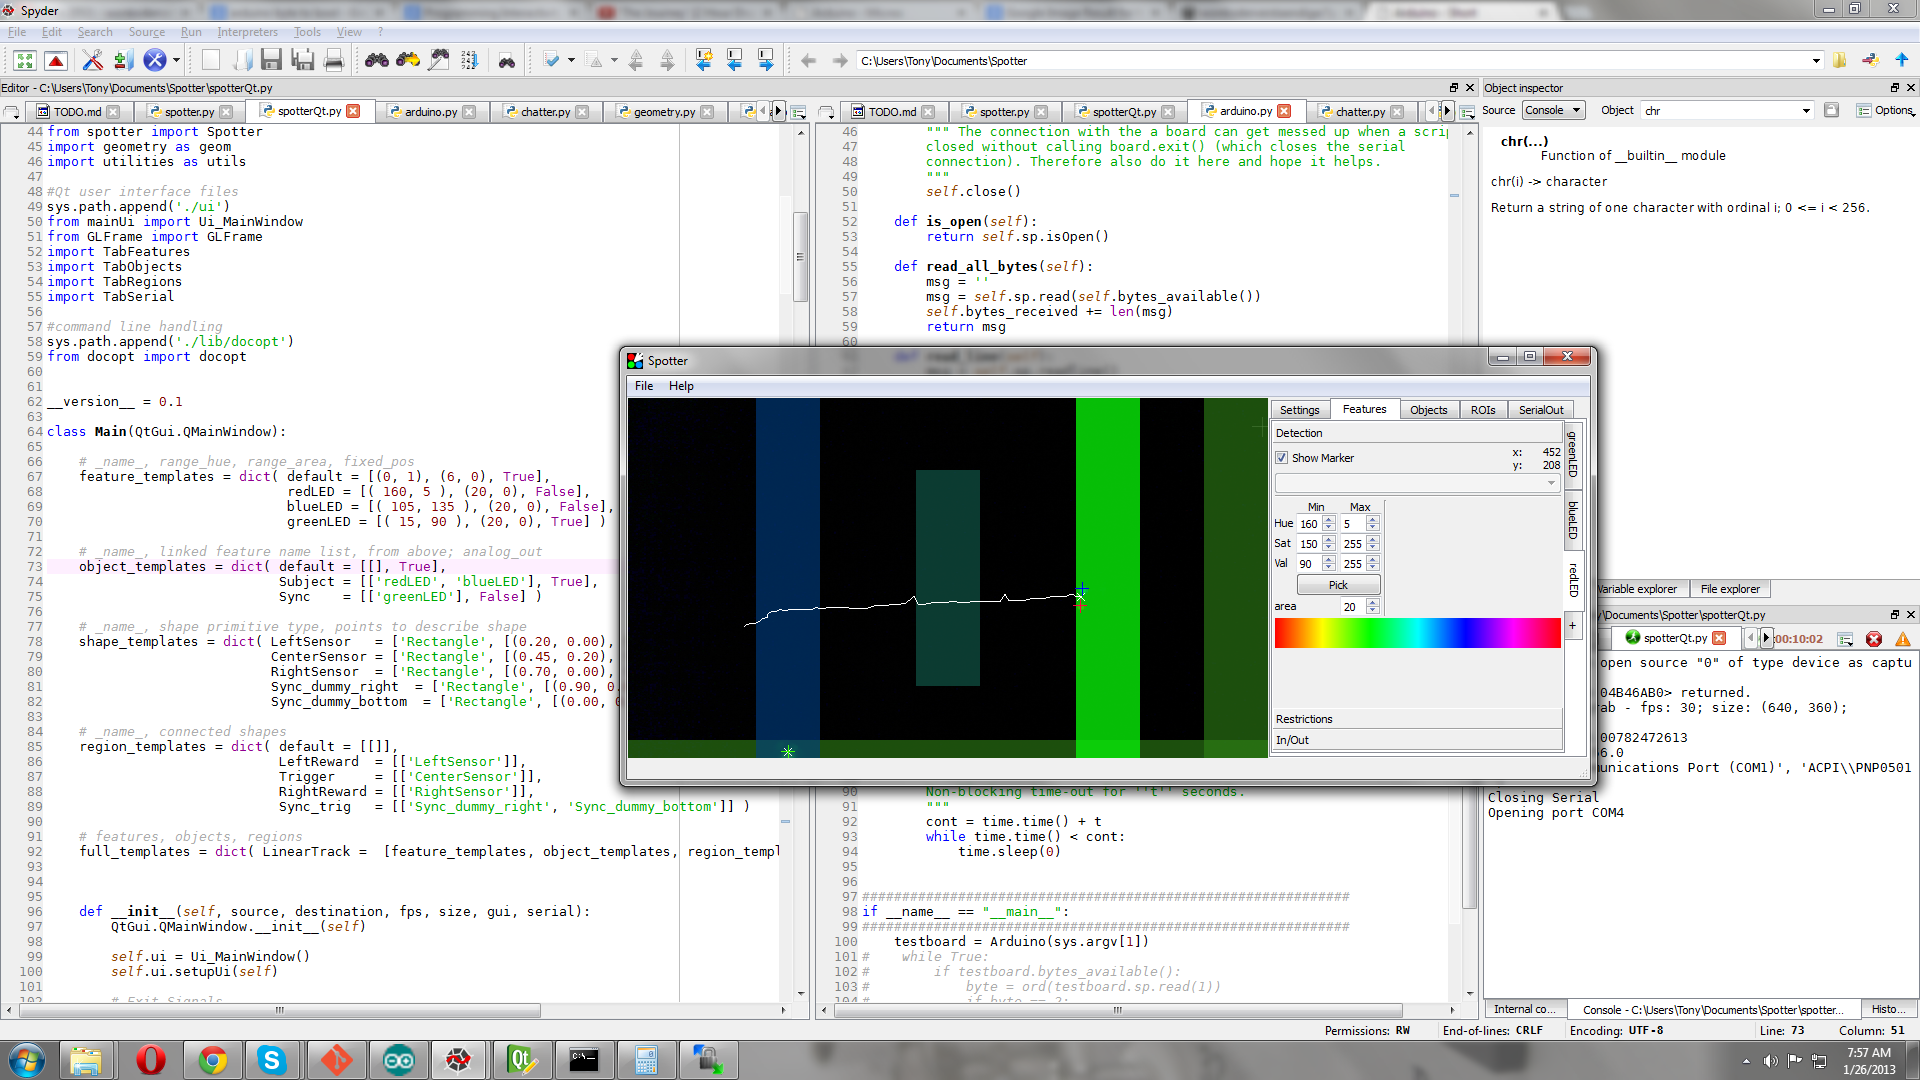 Spyder
File Edit Search Source Run Interpreters Tools View ?
C:\Users\Tony\Documents\Spotter
Editor - C:\Users\Tony\Documents\Spotter\spotterQt.py
TODO.md spotter.py spotterQt.py arduino.py chatter.py geometry.py
44 from spotter import Spotter
45 import geometry as geom
46 import utilities as utils
47
48 #Qt user interface files
49 sys.path.append('./ui')
50 from mainUi import Ui_MainWindow
51 from GLFrame import GLFrame
52 import TabFeatures
53 import TabObjects
54 import TabRegions
55 import TabSerial
56
57 #command line handling
58 sys.path.append('./lib/docopt')
59 from docopt import docopt
60
61
62 __version__ = 0.1
63
64 class Main(QtGui.QMainWindow):
65
66 # _name_, range_hue, range_area, fixed_pos
67 feature_templates = dict( default = [(0, 1), (6, 0), True],
68 redLED = [( 160, 5 ), (20, 0), False],
69 blueLED = [( 105, 135 ), (20, 0), False],
70 greenLED = [( 15, 90 ), (20, 0), True] )
71
72 # _name_, linked feature name list, from above; analog_out
73 object_templates = dict( default = [[], True],
74 Subject = [['redLED', 'blueLED'], True],
75 Sync = [['greenLED'], False] )
76
77 # _name_, shape primitive type, points to describe shape
78 shape_templates = dict( LeftSensor = ['Rectangle', [(0.20, 0.00),
79 CenterSensor = ['Rectangle', [(0.45, 0.20),
80 RightSensor = ['Rectangle', [(0.70, 0.00),
81 Sync_dummy_right = ['Rectangle', [(0.90, 0.
82 Sync_dummy_bottom = ['Rectangle', [(0.00, 0
83
84 # _name_, connected shapes
85 region_templates = dict( default = [[]],
86 LeftReward = [['LeftSensor']],
87 Trigger = [['CenterSensor']],
88 RightReward = [['RightSensor']],
89 Sync_trig = [['Sync_dummy_right', 'Sync_dummy_bottom']] )
90
91 # features, objects, regions
92 full_templates = dict( LinearTrack = [feature_templates, object_templates, region_templ
93
94
95
96 def __init__(self, source, destination, fps, size, gui, serial):
97 QtGui.QMainWindow.__init__(self)
98
99 self.ui = Ui_MainWindow()
100 self.ui.setupUi(self)
101
102 # Exit Signals
TODO.md spotter.py spotterQt.py arduino.py chatter.py
46 """ The connection with the a board can get messed up when a scrip
47 closed without calling board.exit() (which closes the serial
48 connection). Therefore also do it here and hope it helps.
49 """
50 self.close()
51
52 def is_open(self):
53 return self.sp.isOpen()
54
55 def read_all_bytes(self):
56 msg = ''
57 msg = self.sp.read(self.bytes_available())
58 self.bytes_received += len(msg)
59 return msg
60
Spotter
File Help
Settings Features Objects ROIs SerialOut
Detection
Show Marker
x: 452
y: 208
Min Max
Hue 160 5
Sat 150 255
Val 90 255
Pick
area 20
Restrictions
In/Out
greenLED
blueLED
redLED
+
90 Non-blocking time-out for ''t'' seconds.
91 """
92 cont = time.time() + t
93 while time.time() < cont:
94 time.sleep(0)
95
96
97 #############################################################
98 if __name__ == "__main__":
99 #############################################################
100 testboard = Arduino(sys.argv[1])
101 # while True:
102 # if testboard.bytes_available():
103 # byte = ord(testboard.sp.read(1))
104 # if byte == 2:
Object inspector
Source Console Object chr Options
chr(...)
Function of __builtin__ module
chr(i) -> character
Return a string of one character with ordinal i; 0 <= i < 256.
Variable explorer File explorer
/Documents\Spotter\spotterQt.py
spotterQt.py 00:10:02
open source "0" of type device as captu
04B46AB0> returned.
ab - fps: 30; size: (640, 360);
00782472613
6.0
unications Port (COM1)', 'ACPI\\PNP0501
Closing Serial
Opening port COM4
Internal co... Console - C:\Users\Tony\Documents\Spotter\spotter... Histo...
Permissions: RW End-of-lines: CRLF Encoding: UTF-8 Line: 73 Column: 51
7:57 AM
1/26/2013